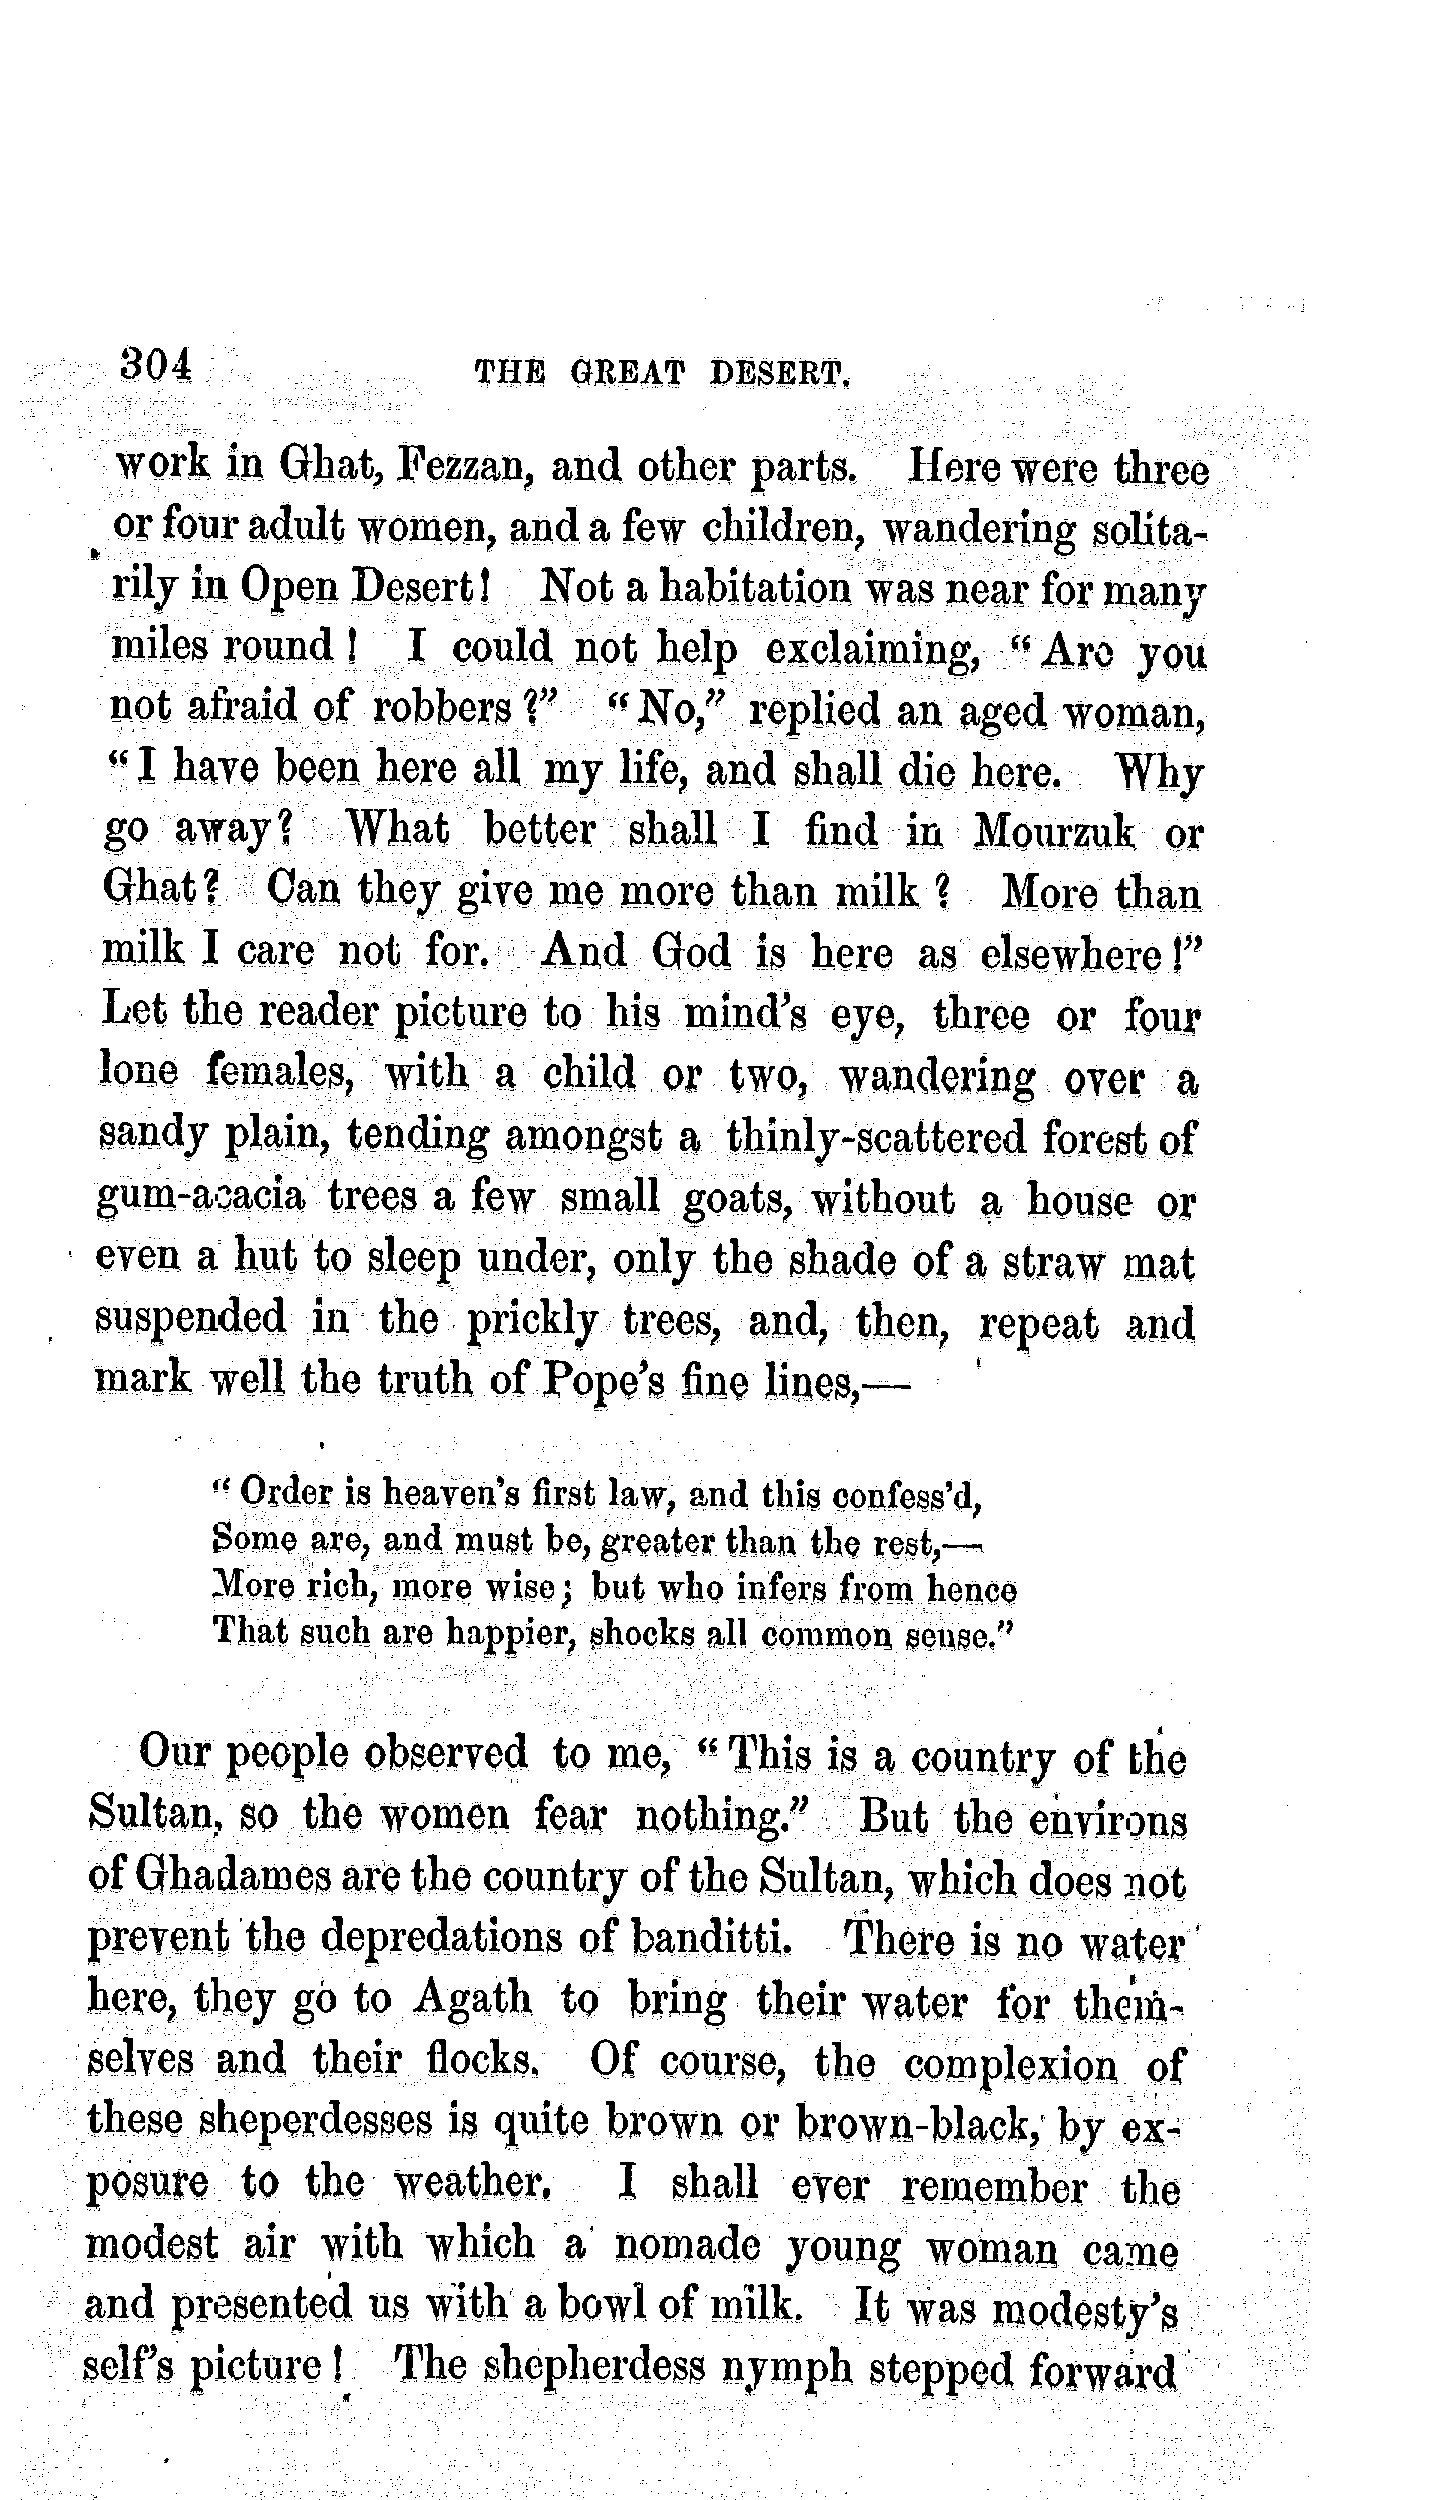 304 THE GREAT DESERT.
work in Ghat, Fezzan, and other parts. Here were three
or four adult women, and a few children, wandering solita-
rily in Open Desert! Not a habitation was near for many
miles round! I could not help exclaiming, “Are you
not afraid of robbers?” “No,” replied an aged woman,
“I have been here all my life, and shall die here. Why
go away? What better shall I find in Mourzuk or
Ghat? Can they give me more than milk? More than
milk I care not for. And God is here as elsewhere!”
Let the reader picture to his mind's eye, three or four
lone females, with a child or two, wandering over a
sandy plain, tending amongst a thinly-scattered forest of
gum-acacia trees a few small goats, without a house or
even a hut to sleep under, only the shade of a straw mat
suspended in the prickly trees, and, then, repeat and
mark well the truth of Pope's fine lines,—
“Order is heaven's first law, and this confess'd,
Some are, and must be, greater than the rest,—
More rich, more wise; but who infers from hence
That such are happier, shocks all common sense.”
Our people observed to me, “This is a country of the
Sultan, so the women fear nothing.” But the environs
of Ghadames are the country of the Sultan, which does not
prevent the depredations of banditti. There is no water
here, they go to Agath to bring their water for them-
selves and their flocks. Of course, the complexion of
these sheperdesses is quite brown or brown-black, by ex-
posure to the weather. I shall ever remember the
modest air with which a nomade young woman came
and presented us with a bowl of milk. It was modesty's
self's picture! The shepherdess nymph stepped forward